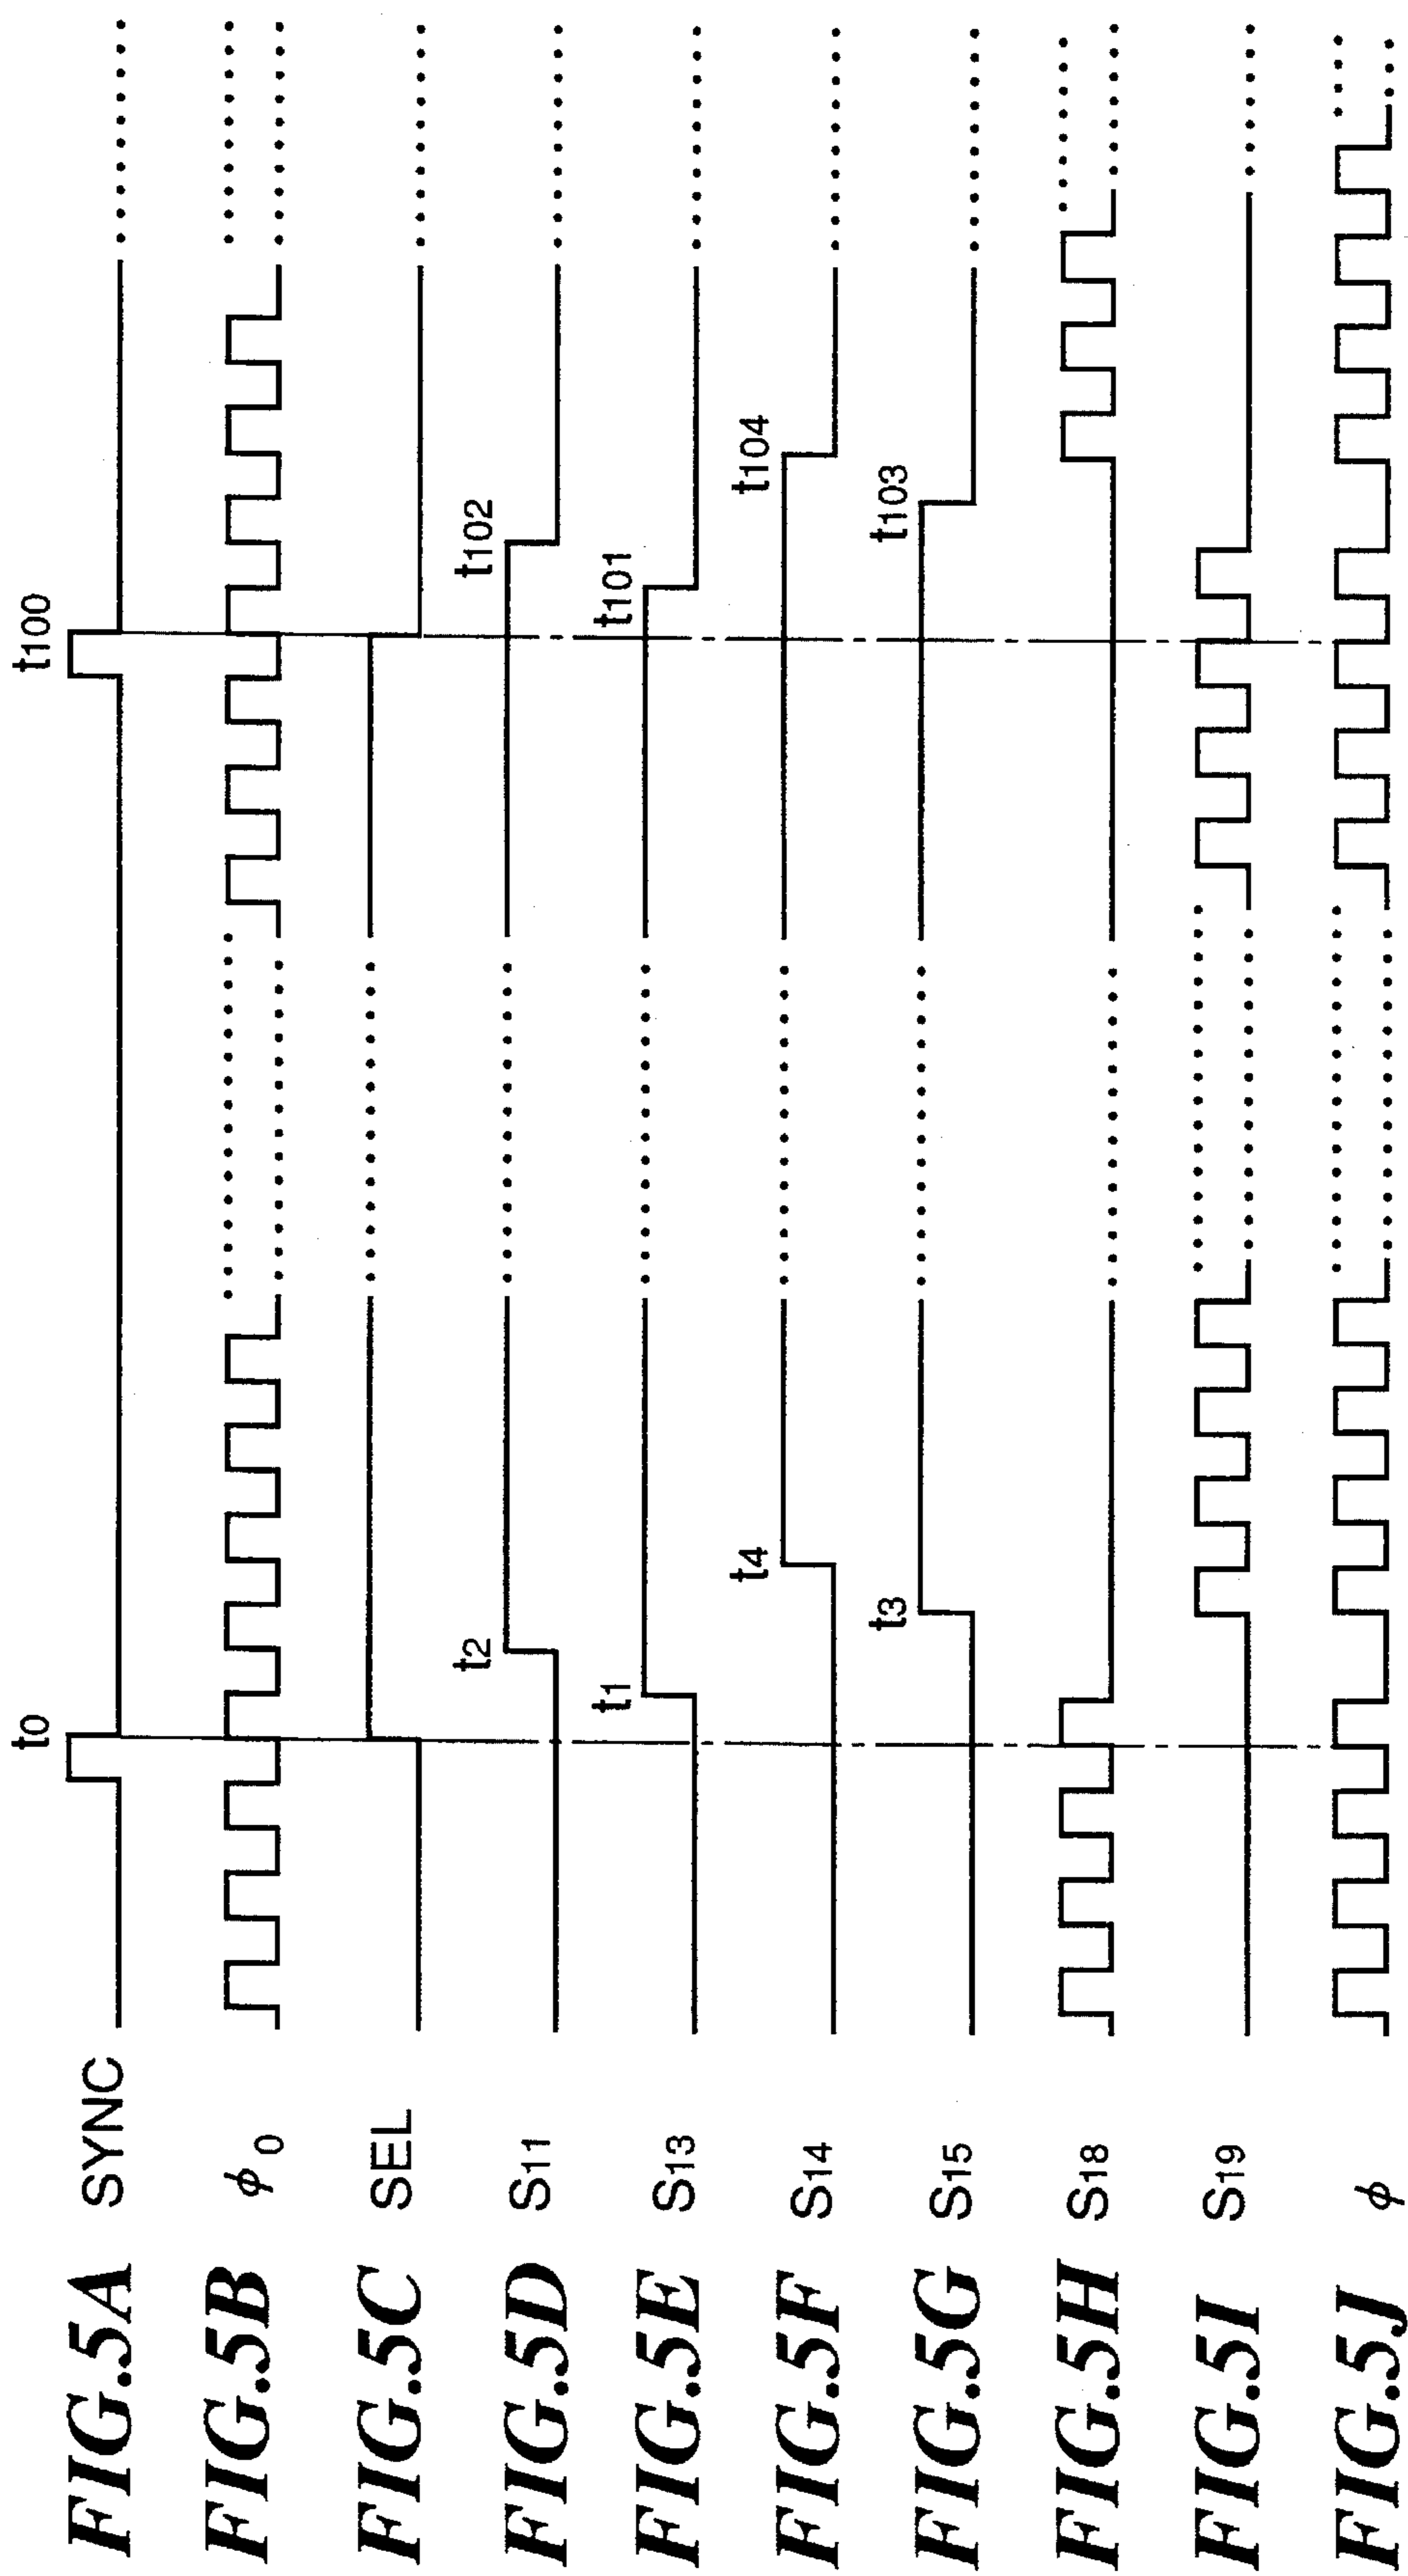 FIG.5A SYNC t0 t100
FIG.5B ϕ0
FIG.5C SEL
FIG.5D S11 t2 t102
FIG.5E S13 t1 t101
FIG.5F S14 t4 t104
FIG.5G S15 t3 t103
FIG.5H S18
FIG.5I S19
FIG.5J ϕ